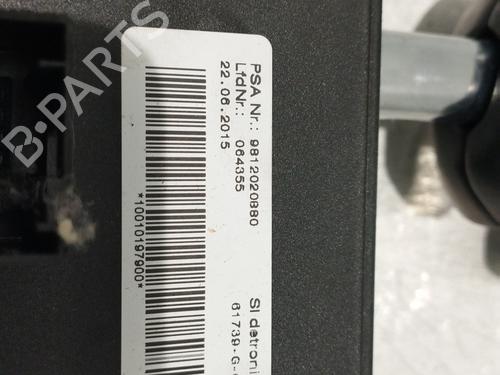 PSA Nr.: 9812020880
LfdNr.: 064355
22.06.2015
*10010197900*
SI detroni
61739-G-
B-PARTS